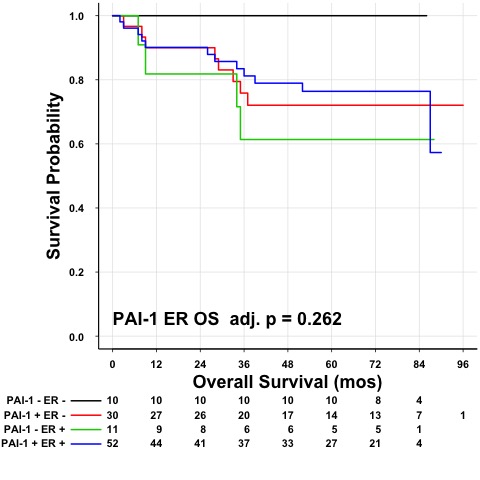 Survival Probability
1.0
0.8
0.6
0.4
0.2
0.0
PAI-1 ER OS adj. p = 0.262
0 12 24 36 48 60 72 84 96
Overall Survival (mos)
PAI-1 - ER - 10 10 10 10 10 10 8 4
PAI-1 + ER - 30 27 26 20 17 14 13 7 1
PAI-1 - ER + 11 9 8 6 6 5 5 1
PAI-1 + ER + 52 44 41 37 33 27 21 4